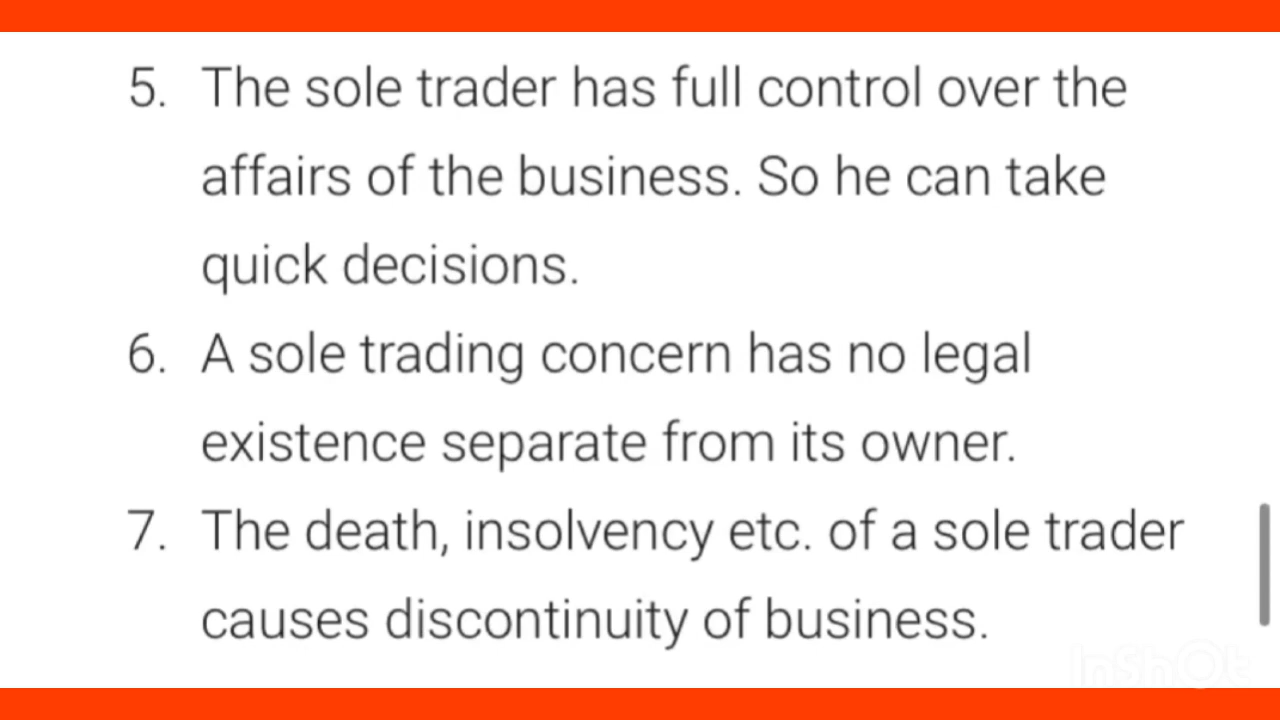 5. The sole trader has full control over the
affairs of the business. So he can take
quick decisions.
6. A sole trading concern has no legal
existence separate from its owner.
7. The death, insolvency etc. of a sole trader
causes discontinuity of business.
InShOt